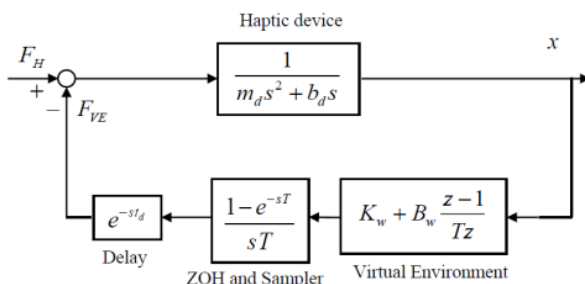 Haptic device
F_H
+
−
F_VE
1
m_d s² + b_d s
x
e^{-st_d}
Delay
1 − e^{-sT}
sT
ZOH and Sampler
K_w + B_w (z − 1)/(Tz)
Virtual Environment